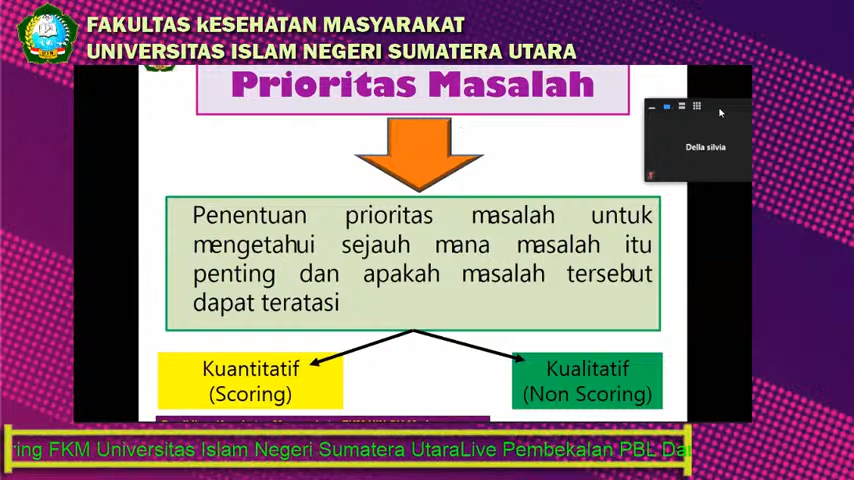 FAKULTAS kESEHATAN MASYARAKAT
UNIVERSITAS ISLAM NEGERI SUMATERA UTARA
Prioritas Masalah
Della silvia
Penentuan prioritas masalah untuk
mengetahui sejauh mana masalah itu
penting dan apakah masalah tersebut
dapat teratasi
Kuantitatif
(Scoring)
Kualitatif
(Non Scoring)
ring FKM Universitas Islam Negeri Sumatera UtaraLive Pembekalan PBL Dar